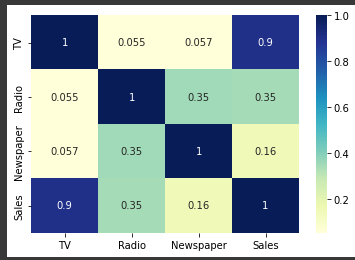 TV 1 0.055 0.057 0.9
Radio 0.055 1 0.35 0.35
Newspaper 0.057 0.35 1 0.16
Sales 0.9 0.35 0.16 1
TV Radio Newspaper Sales
1.0
0.8
0.6
0.4
0.2